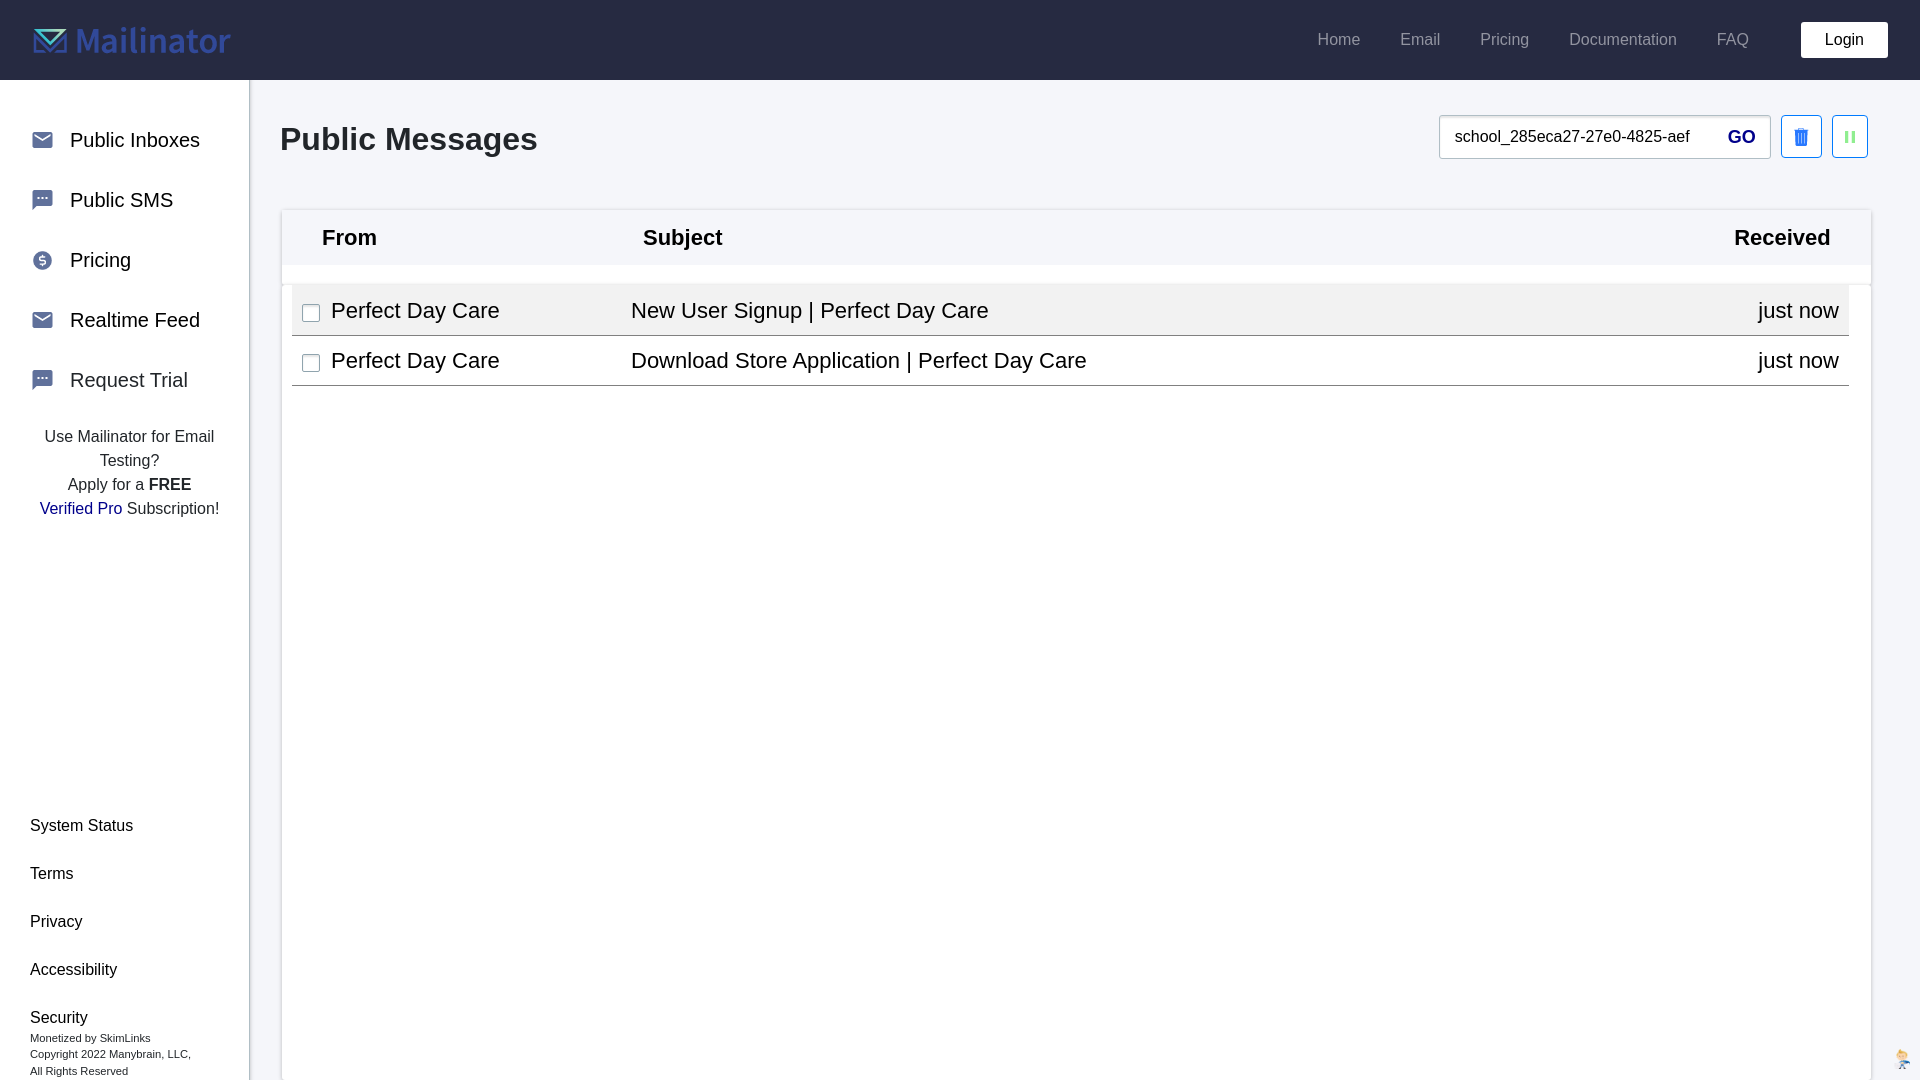 Mailinator
Home Email Pricing Documentation FAQ Login
Public Inboxes
Public SMS
Pricing
Realtime Feed
Request Trial
Use Mailinator for Email
Testing?
Apply for a FREE
Verified Pro Subscription!
System Status
Terms
Privacy
Accessibility
Security
Monetized by SkimLinks
Copyright 2022 Manybrain, LLC,
All Rights Reserved
Public Messages
school_285eca27-27e0-4825-aef GO
From Subject Received
Perfect Day Care New User Signup | Perfect Day Care just now
Perfect Day Care Download Store Application | Perfect Day Care just now